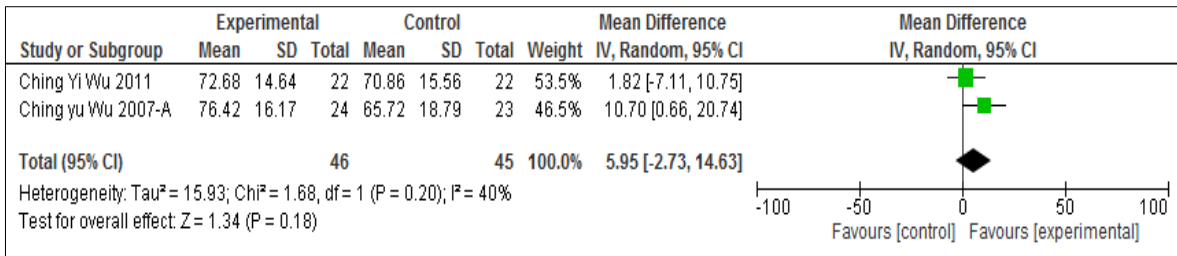 Experimental Control Mean Difference Mean Difference
Study or Subgroup Mean SD Total Mean SD Total Weight IV, Random, 95% CI IV, Random, 95% CI
Ching Yi Wu 2011 72.68 14.64 22 70.86 15.56 22 53.5% 1.82 [-7.11, 10.75]
Ching yu Wu 2007-A 76.42 16.17 24 65.72 18.79 23 46.5% 10.70 [0.66, 20.74]
Total (95% CI) 46 45 100.0% 5.95 [-2.73, 14.63]
Heterogeneity: Tau² = 15.93; Chi² = 1.68, df = 1 (P = 0.20); I² = 40%
Test for overall effect: Z = 1.34 (P = 0.18)
-100 -50 0 50 100
Favours [control] Favours [experimental]